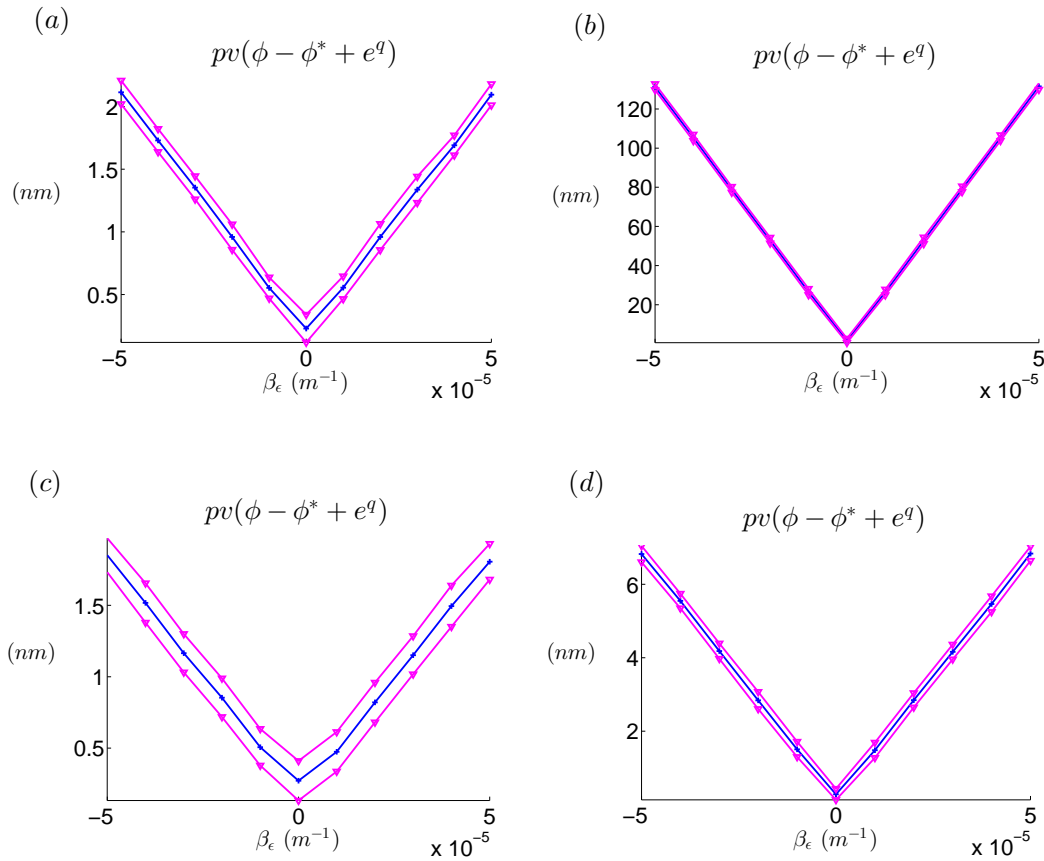 (a)
pv(ϕ − ϕ* + e^q)
2
1.5
(nm)
1
0.5
−5 0 5
β_ϵ (m⁻¹)
x 10⁻⁵
(b)
pv(ϕ − ϕ* + e^q)
120
100
80
(nm)
60
40
20
−5 0 5
β_ϵ (m⁻¹)
x 10⁻⁵
(c)
pv(ϕ − ϕ* + e^q)
1.5
(nm)
1
0.5
−5 0 5
β_ϵ (m⁻¹)
x 10⁻⁵
(d)
pv(ϕ − ϕ* + e^q)
6
(nm)
4
2
−5 0 5
β_ϵ (m⁻¹)
x 10⁻⁵